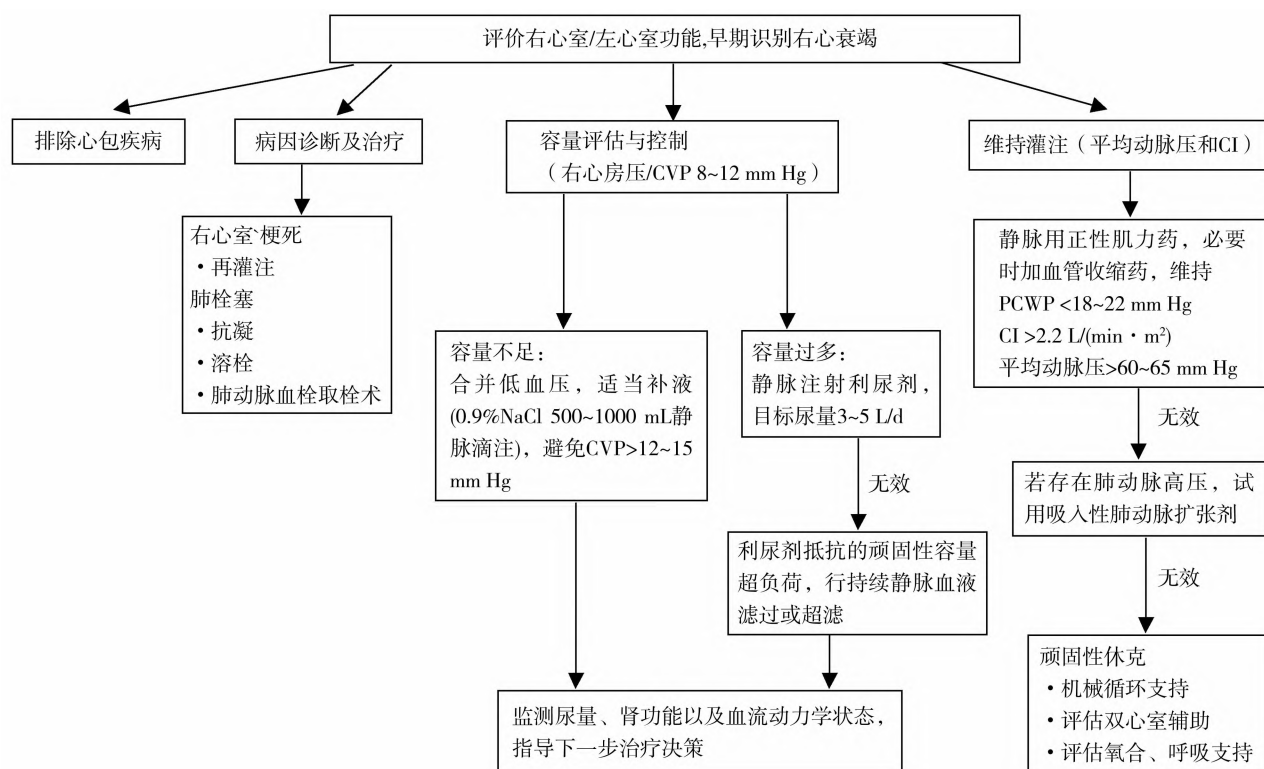 评价右心室/左心室功能,早期识别右心衰竭
排除心包疾病
病因诊断及治疗
容量评估与控制
（右心房压/CVP 8~12 mm Hg）
维持灌注（平均动脉压和CI）
右心室`梗死
·再灌注
肺栓塞
·抗凝
·溶栓
·肺动脉血栓取栓术
容量不足：
合并低血压，适当补液
(0.9%NaCl 500~1000 mL静
脉滴注)，避免CVP>12~15
mm Hg
容量过多：
静脉注射利尿剂，
目标尿量3~5 L/d
无效
利尿剂抵抗的顽固性容量
超负荷，行持续静脉血液
滤过或超滤
监测尿量、肾功能以及血流动力学状态，
指导下一步治疗决策
静脉用正性肌力药，必要
时加血管收缩药，维持
PCWP <18~22 mm Hg
CI >2.2 L/(min·m²)
平均动脉压>60~65 mm Hg
无效
若存在肺动脉高压，试
用吸入性肺动脉扩张剂
无效
顽固性休克
·机械循环支持
·评估双心室辅助
·评估氧合、呼吸支持